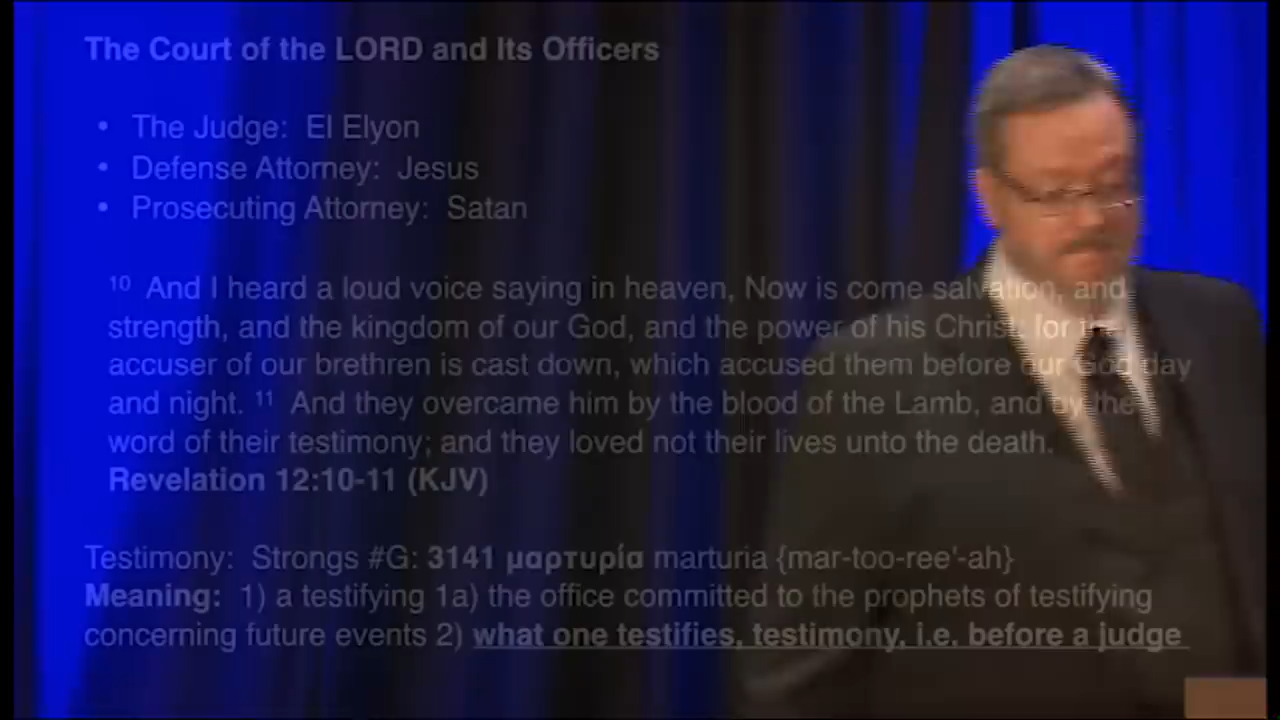 The Court of the LORD and Its Officers
• The Judge: El Elyon
• Defense Attorney: Jesus
• Prosecuting Attorney: Satan
10 And I heard a loud voice saying in heaven, Now is come salvation, and
strength, and the kingdom of our God, and the power of his Christ: for the
accuser of our brethren is cast down, which accused them before our God day
and night. 11 And they overcame him by the blood of the Lamb, and by the
word of their testimony; and they loved not their lives unto the death.
Revelation 12:10-11 (KJV)
Testimony: Strongs #G: 3141 μαρτυρία marturia {mar-too-ree'-ah}
Meaning: 1) a testifying 1a) the office committed to the prophets of testifying
concerning future events 2) what one testifies, testimony, i.e. before a judge